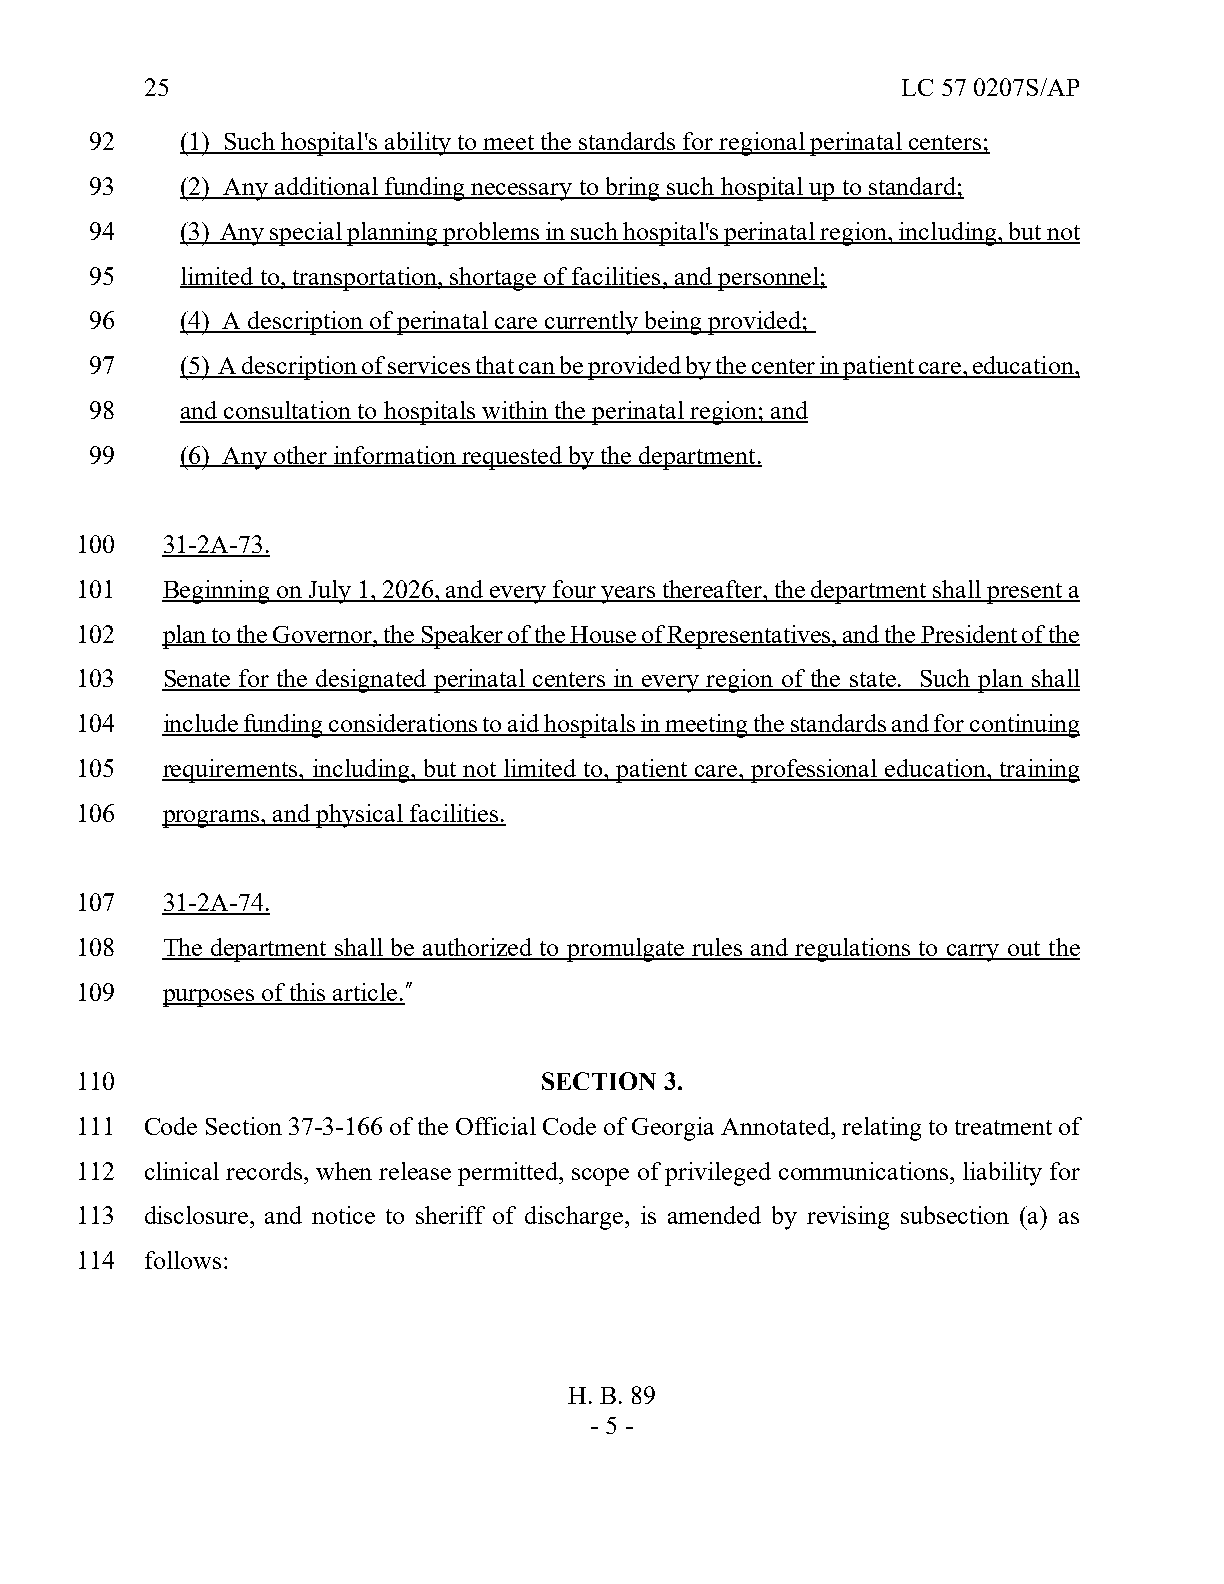 25 LC 57 0207S/AP
92 (1) Such hospital's ability to meet the standards for regional perinatal centers;
93 (2) Any additional funding necessary to bring such hospital up to standard;
94 (3) Any special planning problems in such hospital's perinatal region, including, but not
95 limited to, transportation, shortage of facilities, and personnel;
96 (4) A description of perinatal care currently being provided;
97 (5) A description of services that can be provided by the center in patient care, education,
98 and consultation to hospitals within the perinatal region; and
99 (6) Any other information requested by the department.
100 31-2A-73.
101 Beginning on July 1, 2026, and every four years thereafter, the department shall present a
102 plan to the Governor, the Speaker of the House of Representatives, and the President of the
103 Senate for the designated perinatal centers in every region of the state. Such plan shall
104 include funding considerations to aid hospitals in meeting the standards and for continuing
105 requirements, including, but not limited to, patient care, professional education, training
106 programs, and physical facilities.
107 31-2A-74.
108 The department shall be authorized to promulgate rules and regulations to carry out the
109 purposes of this article.″
110 SECTION 3.
111 Code Section 37-3-166 of the Official Code of Georgia Annotated, relating to treatment of
112 clinical records, when release permitted, scope of privileged communications, liability for
113 disclosure, and notice to sheriff of discharge, is amended by revising subsection (a) as
114 follows:
H. B. 89
- 5 -